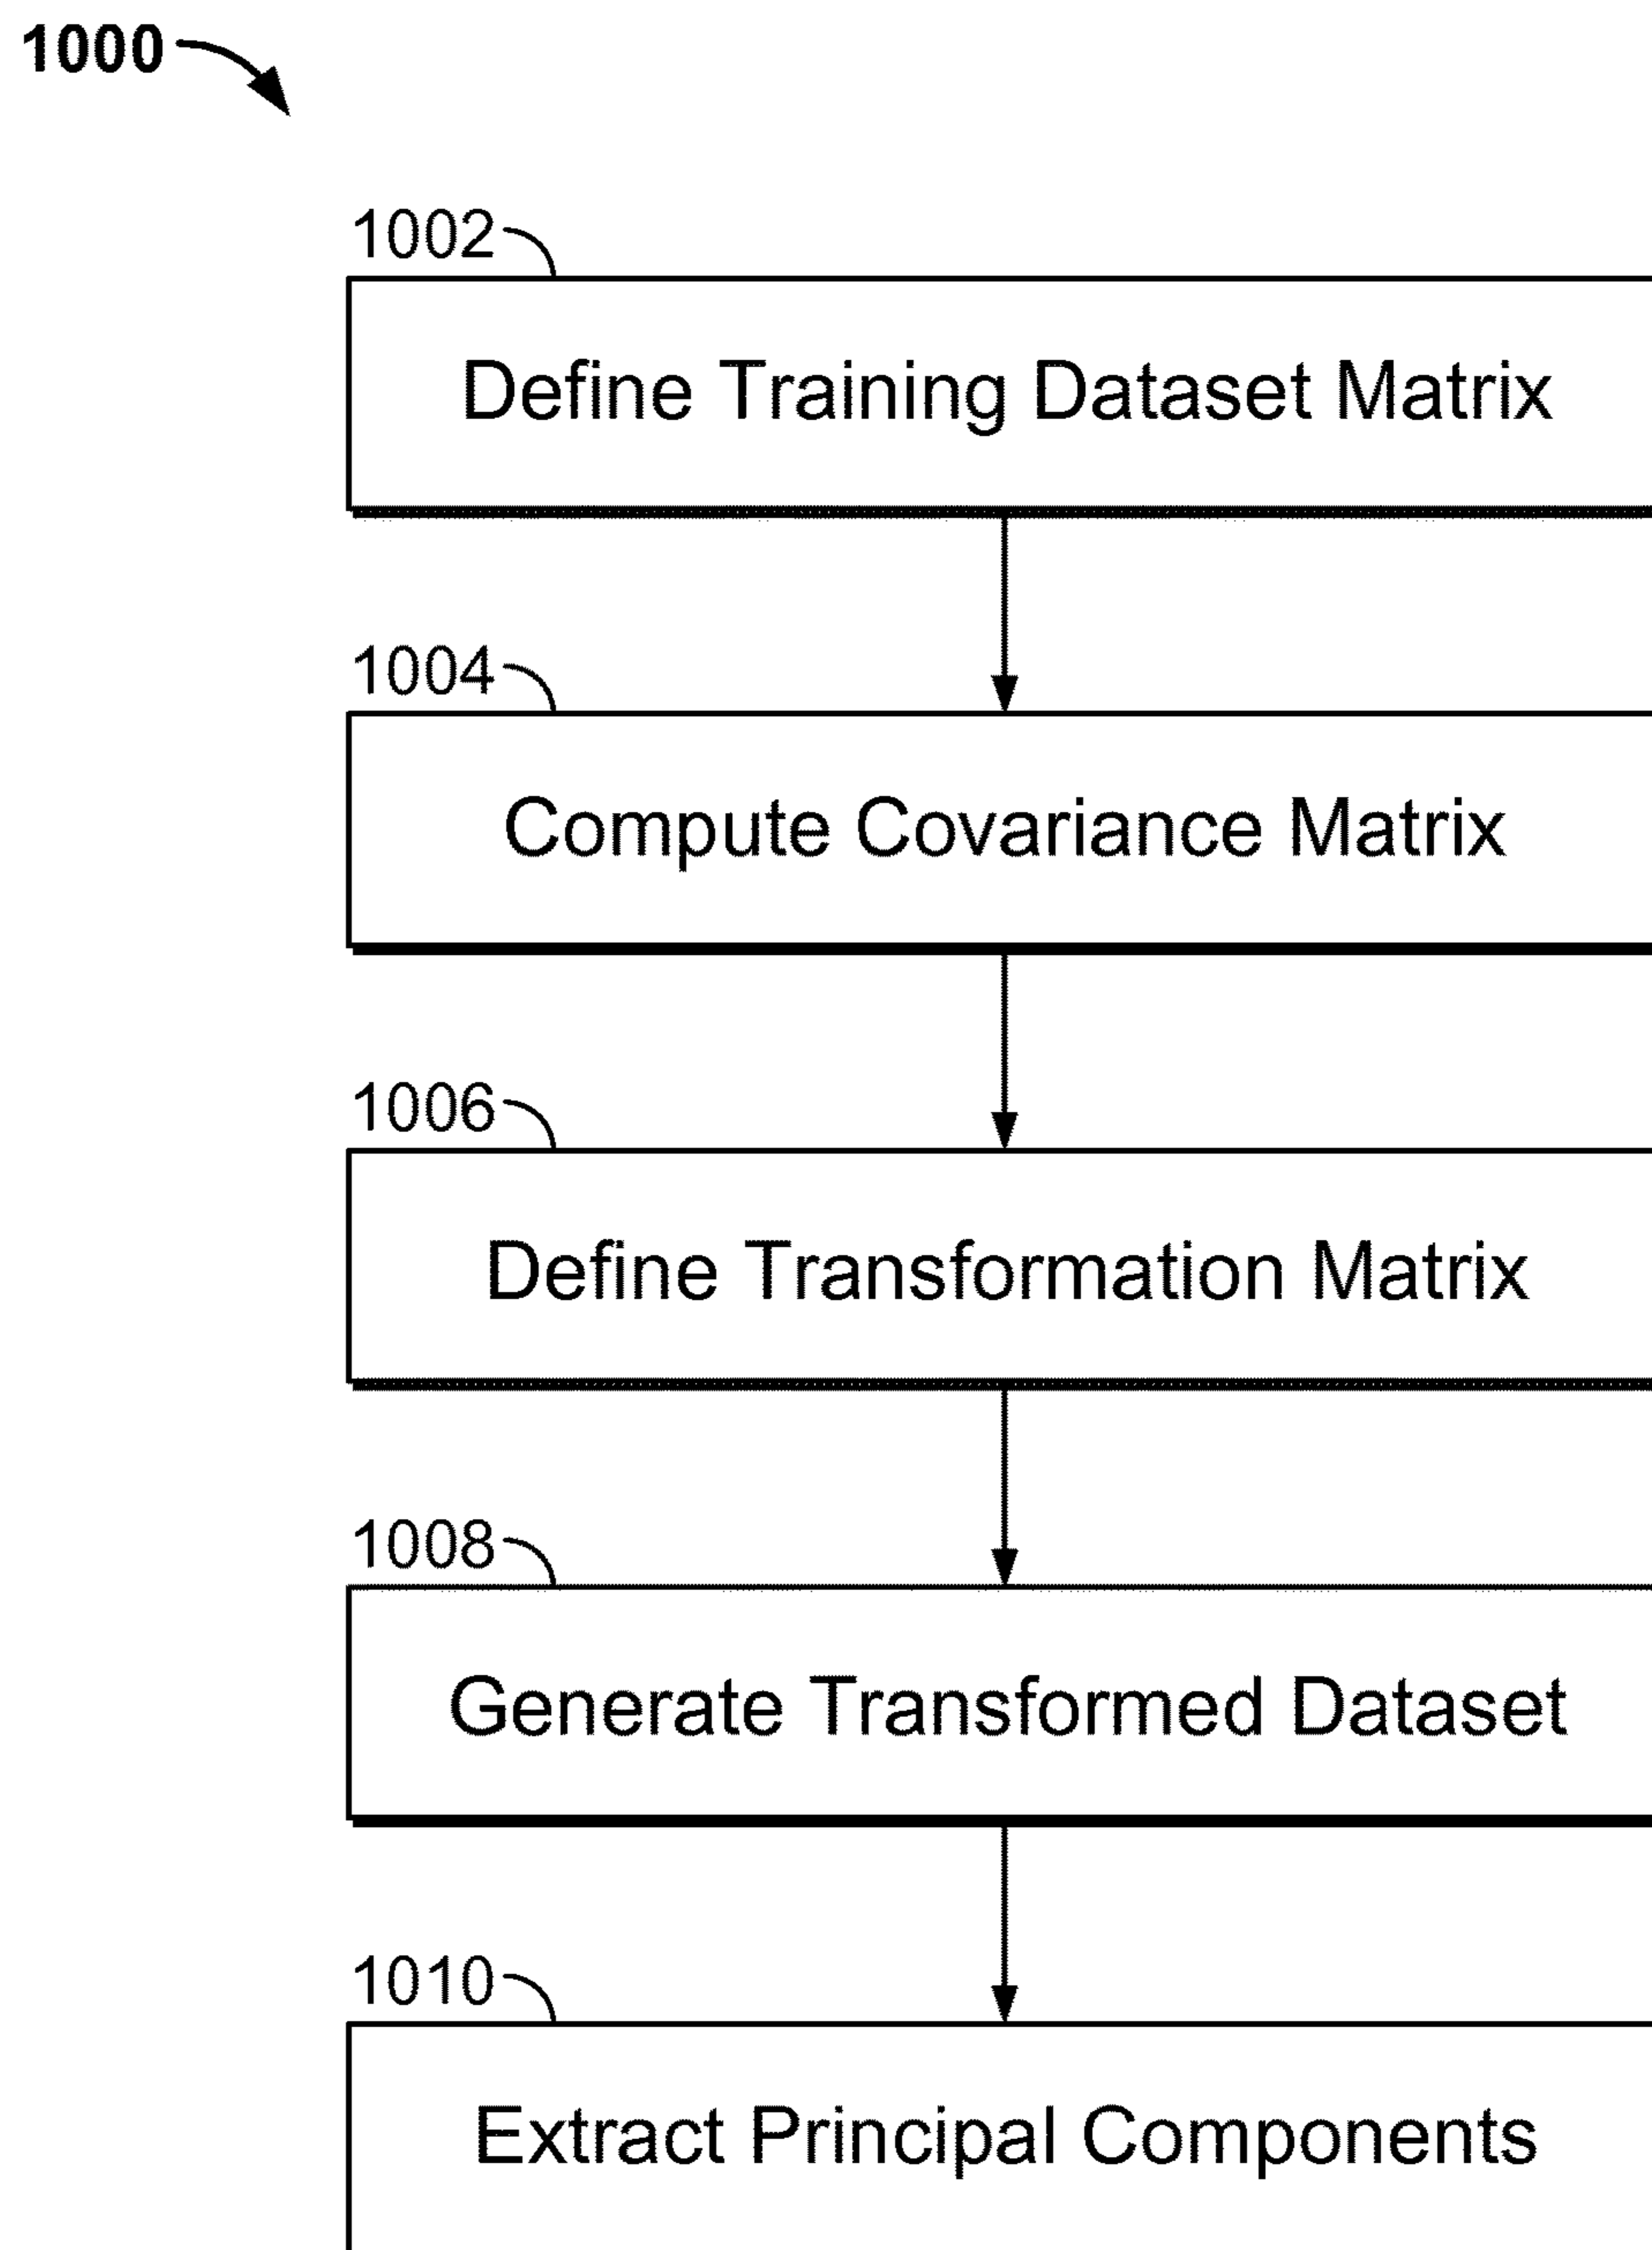 1000
1002
Define Training Dataset Matrix
1004
Compute Covariance Matrix
1006
Define Transformation Matrix
1008
Generate Transformed Dataset
1010
Extract Principal Components